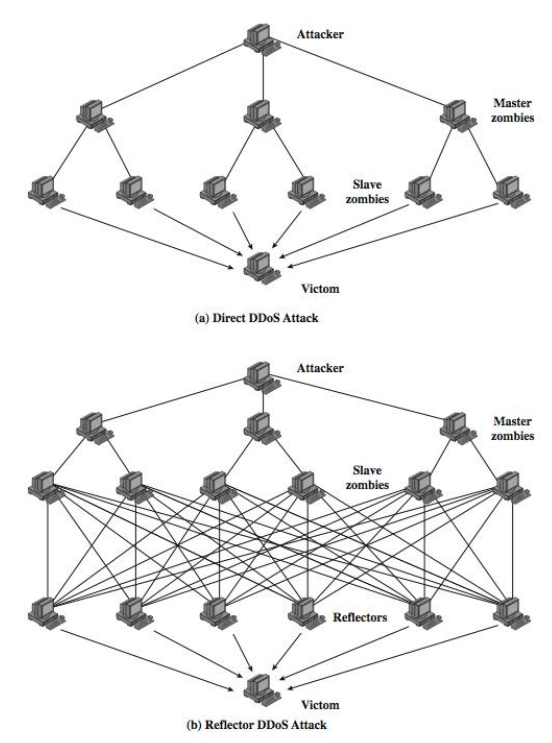 Attacker
Master
zombies
Slave
zombies
Victom
(a) Direct DDoS Attack
Attacker
Master
zombies
Slave
zombies
Reflectors
Victom
(b) Reflector DDoS Attack